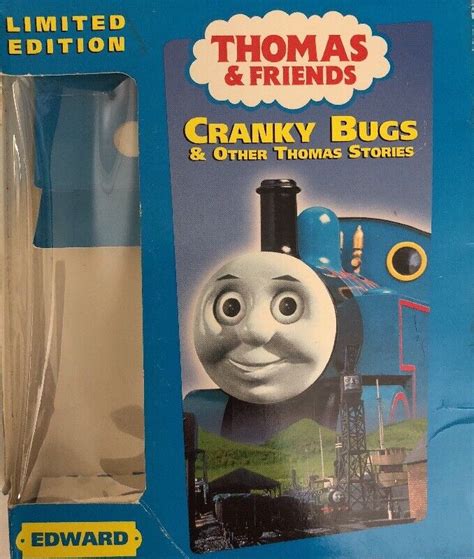 LIMITED
EDITION
THOMAS
& FRIENDS
CRANKY BUGS
& OTHER THOMAS STORIES
EDWARD